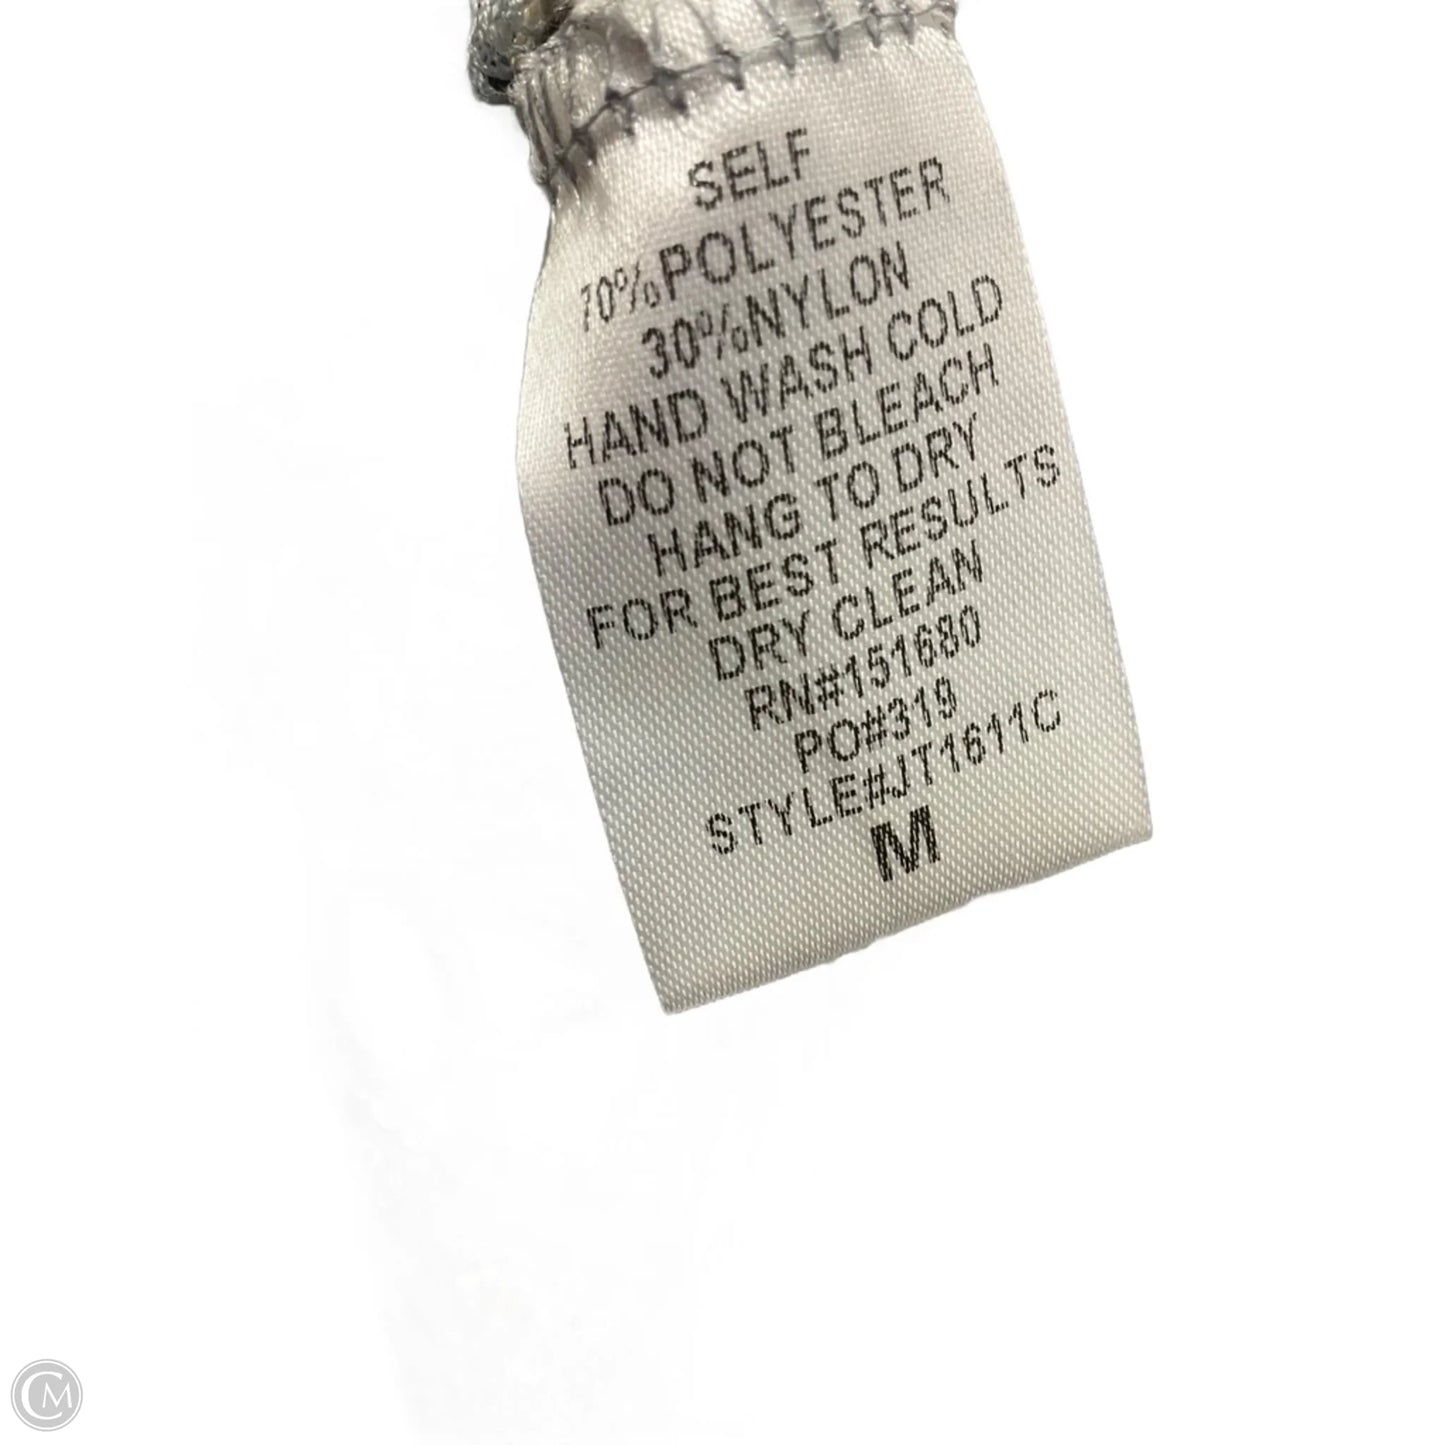 SELF
70%POLYESTER
30%NYLON
HAND WASH COLD
DO NOT BLEACH
HANG TO DRY
FOR BEST RESULTS
DRY CLEAN
RN#151680
PO#319
STYLE#JT1611C
M
CM